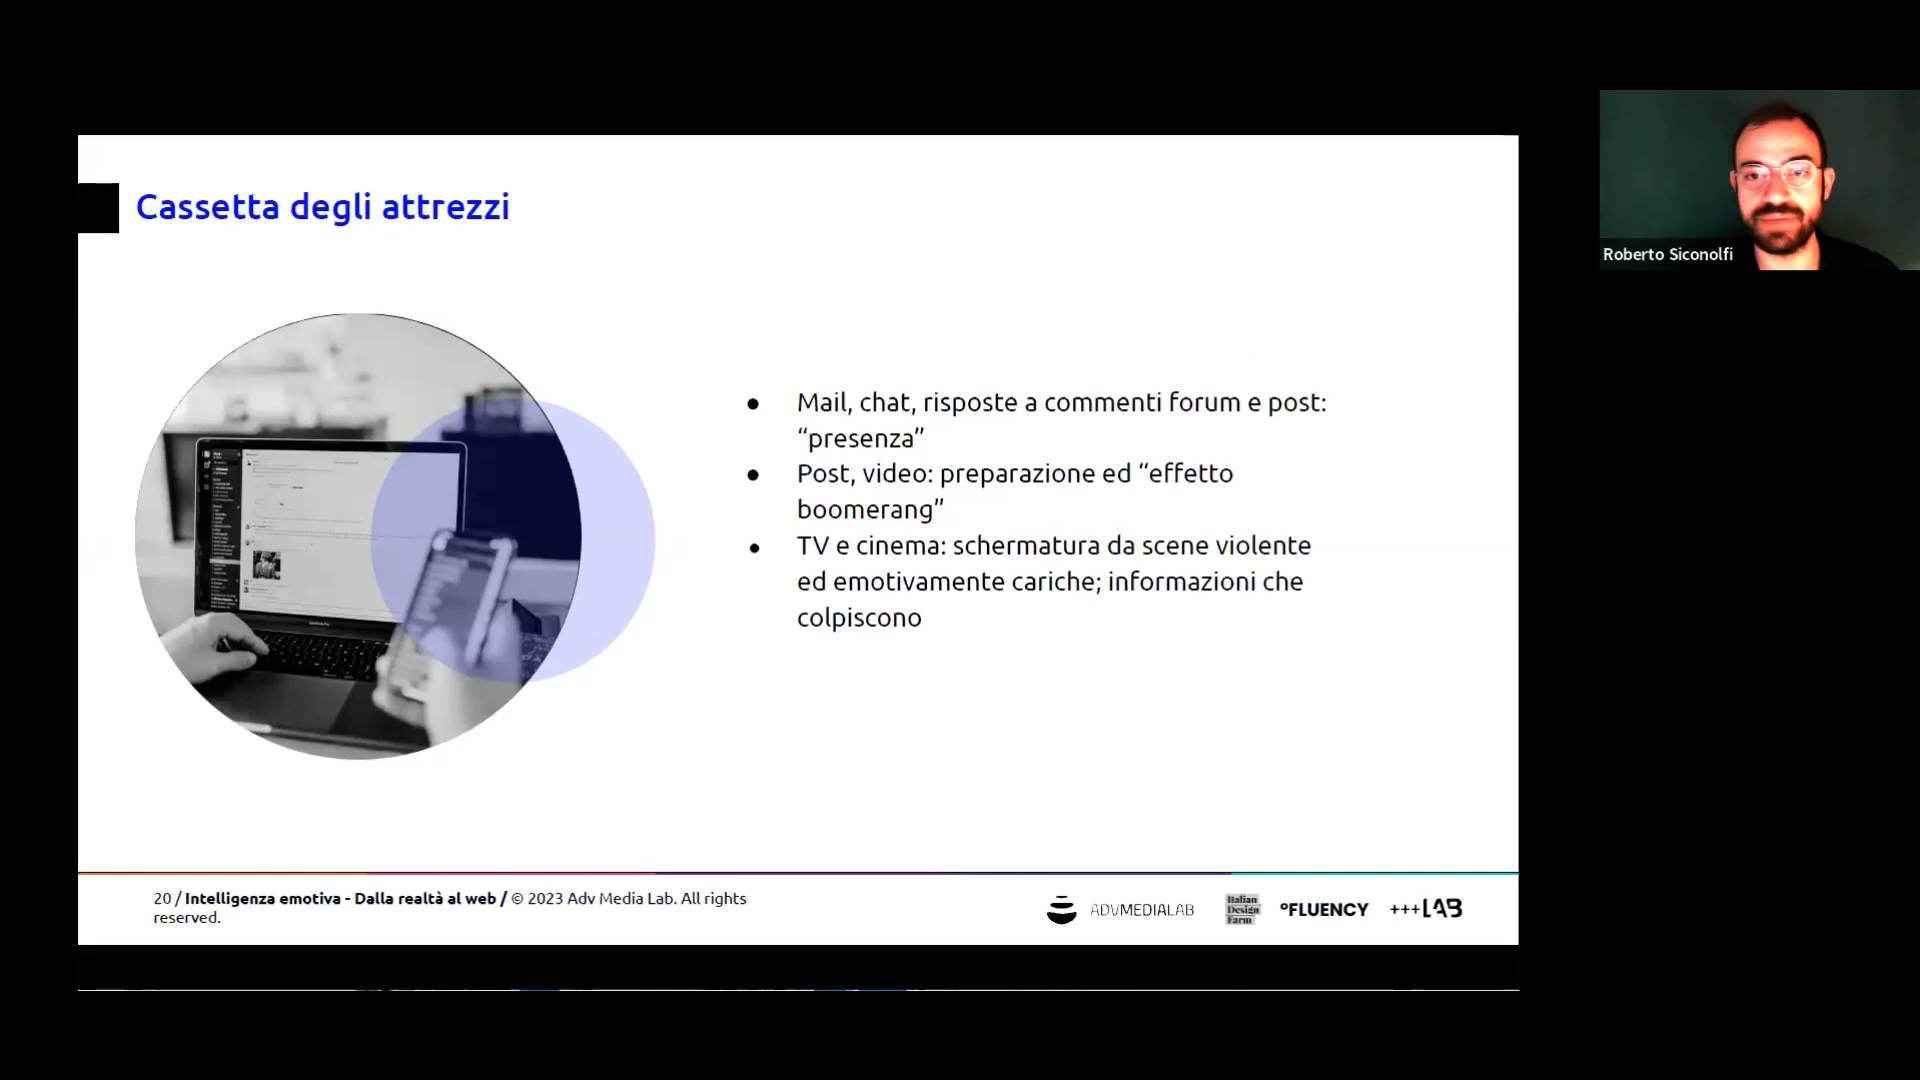 Cassetta degli attrezzi
● Mail, chat, risposte a commenti forum e post:
“presenza”
● Post, video: preparazione ed “effetto
boomerang”
● TV e cinema: schermatura da scene violente
ed emotivamente cariche; informazioni che
colpiscono
20 / Intelligenza emotiva - Dalla realtà al web / © 2023 Adv Media Lab. All rights
reserved.
ADVMEDIALAB
Italian
Design
Farm
°FLUENCY
+++LAB
Roberto Siconolfi